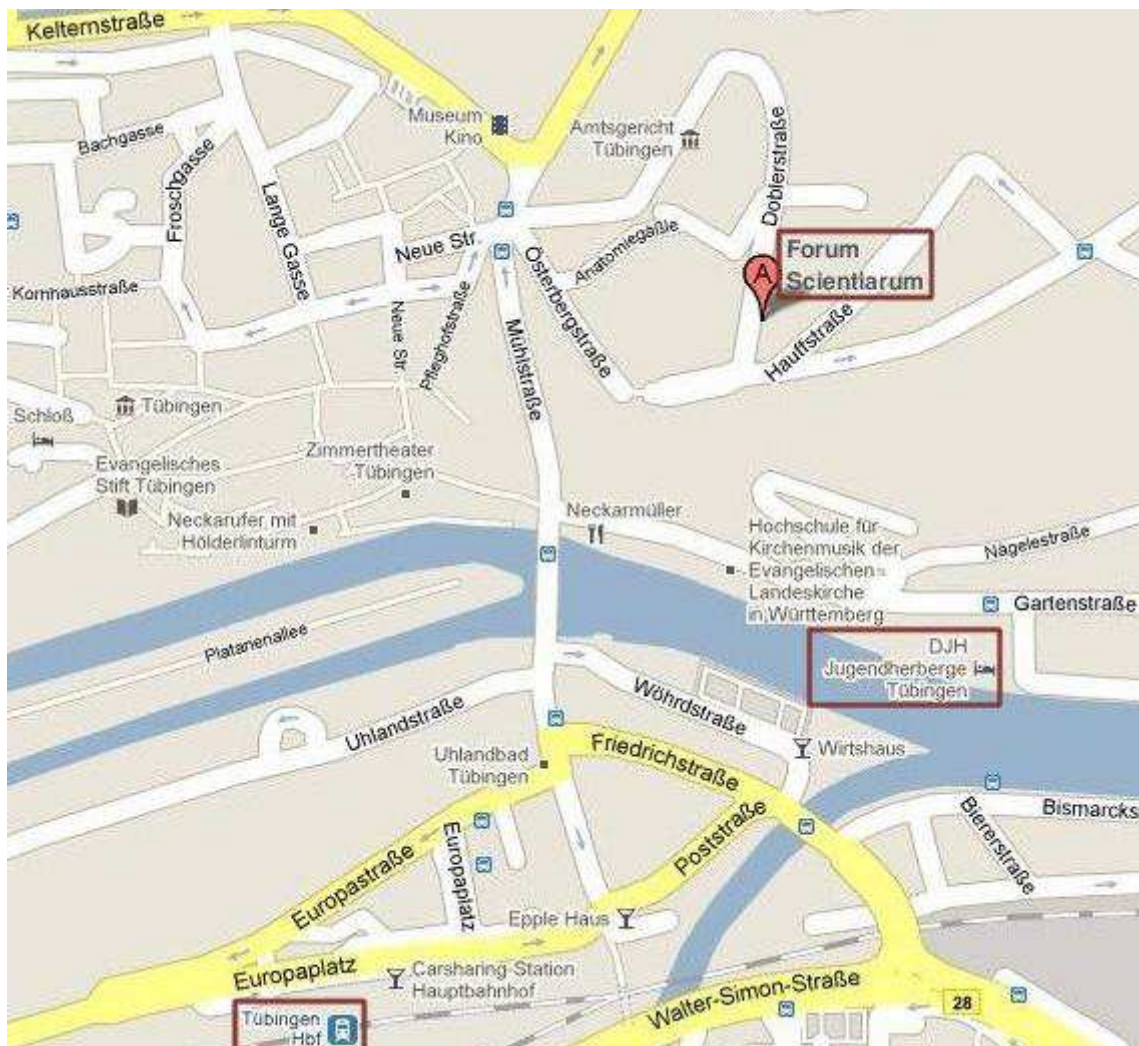 Kelternstraße
Museum
Kino
Amtsgericht
Tübingen
Bachgasse
Froschgasse
Lange Gasse
Doblerstraße
Neue Str.
Österbergstraße
Anatomiegäßle
Forum
Scientiarum
A
Kornhausstraße
Neue Str.
Pfleghofstraße
Mühlstraße
Hauffstraße
Tübingen
Schloß
Zimmertheater
Tübingen
Evangelisches
Stift Tübingen
Neckarufer mit
Hölderlinturm
Neckarmüller
Hochschule für
Kirchenmusik der
Evangelischen
Landeskirche
in Württemberg
Nägelestraße
Gartenstraße
Platanenallee
DJH
Jugendherberge
Tübingen
Uhlandstraße
Wöhrdstraße
Wirtshaus
Uhlandbad
Tübingen
Friedrichstraße
Bismarcks
Biererstraße
Poststraße
Europastraße
Europaplatz
Epple Haus
Europaplatz
Carsharing-Station
Hauptbahnhof
Walter-Simon-Straße
28
Tübingen
Hbf